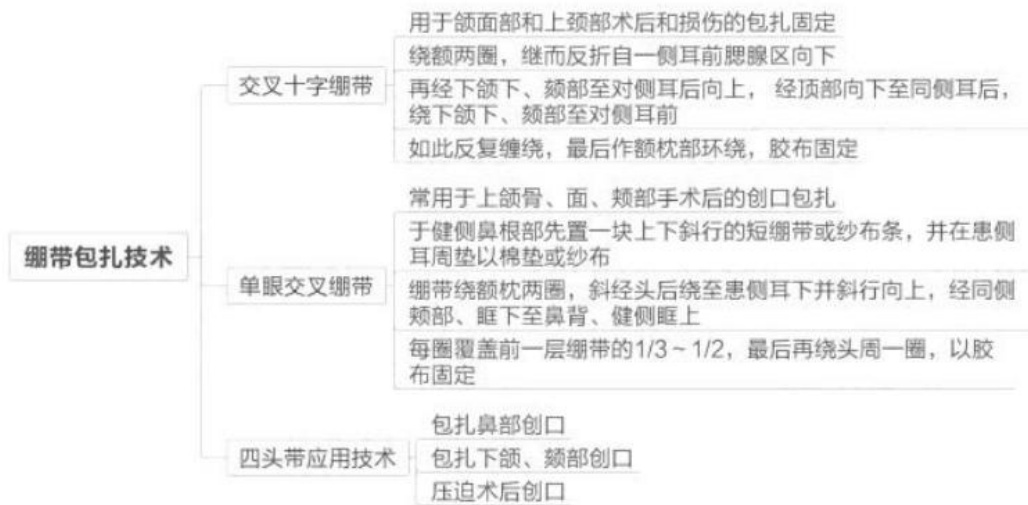 绷带包扎技术
交叉十字绷带
用于颌面部和上颈部术后和损伤的包扎固定
绕额两圈，继而反折自一侧耳前腮腺区向下
再经下颌下、颏部至对侧耳后向上， 经顶部向下至同侧耳后，
绕下颌下、颏部至对侧耳前
如此反复缠绕，最后作额枕部环绕，胶布固定
单眼交叉绷带
常用于上颌骨、面、颊部手术后的创口包扎
于健侧鼻根部先置一块上下斜行的短绷带或纱布条，并在患侧
耳周垫以棉垫或纱布
绷带绕额枕两圈，斜经头后绕至患侧耳下并斜行向上，经同侧
颊部、眶下至鼻背、健侧眶上
每圈覆盖前一层绷带的1/3～1/2，最后再绕头周一圈，以胶
布固定
四头带应用技术
包扎鼻部创口
包扎下颌、颏部创口
压迫术后创口